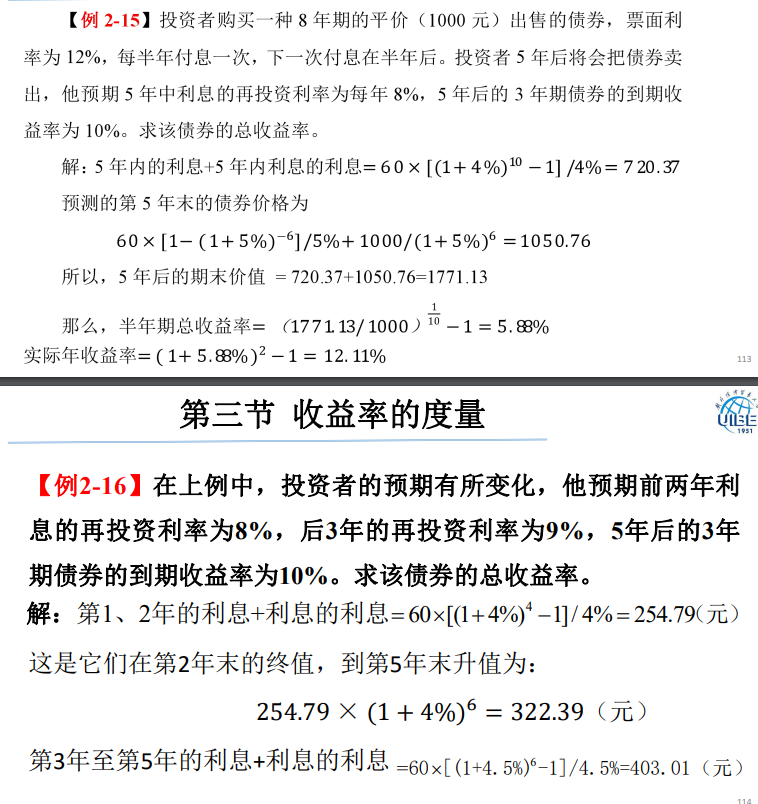 【例 2-15】投资者购买一种 8 年期的平价（1000 元）出售的债券，票面利
率为 12%，每半年付息一次，下一次付息在半年后。投资者 5 年后将会把债券卖
出，他预期 5 年中利息的再投资利率为每年 8%，5 年后的 3 年期债券的到期收
益率为 10%。求该债券的总收益率。
解：5 年内的利息+5 年内利息的利息= 60 × [(1+ 4%)¹⁰ − 1] /4%= 720.37
预测的第 5 年末的债券价格为
60 × [1− (1+ 5%)⁻⁶]/5%+ 1000/(1+ 5%)⁶ = 1050.76
所以，5 年后的期末价值 = 720.37+1050.76=1771.13
那么，半年期总收益率= （1771.13/1000）^(1/10) − 1 = 5.88%
实际年收益率= (1+ 5.88%)² − 1 = 12.11%
113
第三节 收益率的度量
UIBE
1951
【例2-16】在上例中，投资者的预期有所变化，他预期前两年利
息的再投资利率为8%，后3年的再投资利率为9%，5年后的3年
期债券的到期收益率为10%。求该债券的总收益率。
解：第1、2年的利息+利息的利息= 60×[(1+4%)⁴ −1]/4% = 254.79(元）
这是它们在第2年末的终值，到第5年末升值为：
254.79 × (1 + 4%)⁶ = 322.39（元）
第3年至第5年的利息+利息的利息 =60×[(1+4.5%)⁶-1]/4.5%=403.01（元）
114